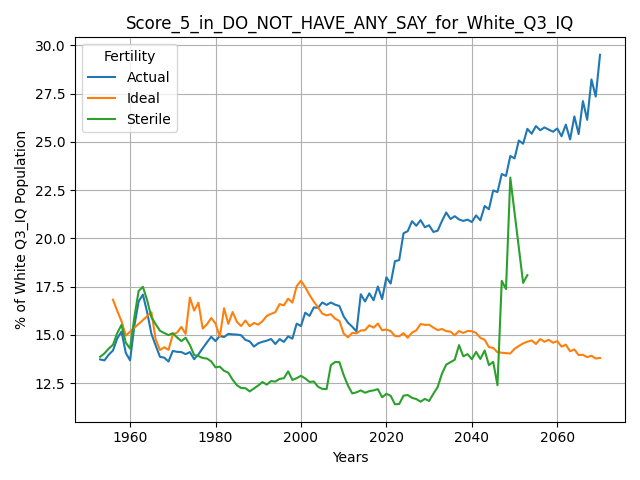 Score_5_in_DO_NOT_HAVE_ANY_SAY_for_White_Q3_IQ
Fertility
Actual
Ideal
Sterile
% of White Q3_IQ Population
30.0
27.5
25.0
22.5
20.0
17.5
15.0
12.5
1960
1980
2000
2020
2040
2060
Years